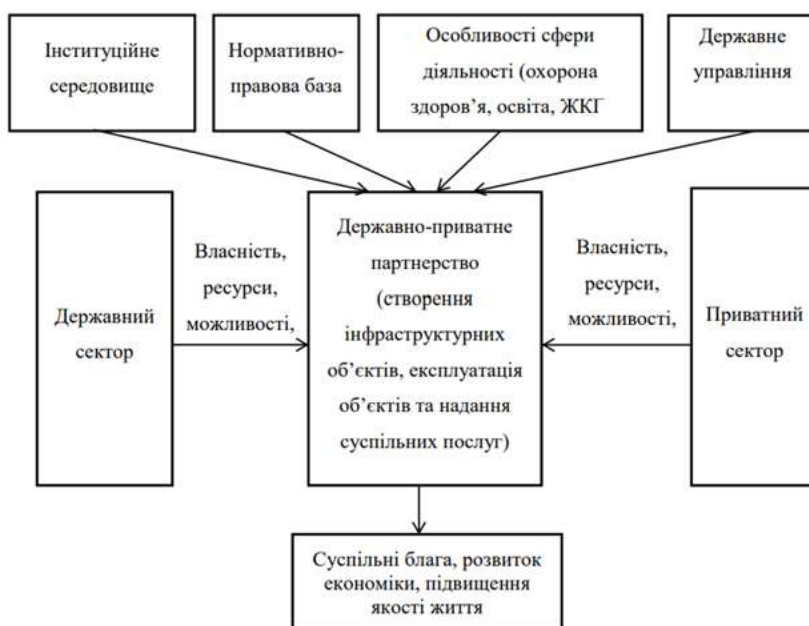 Інституційне
середовище
Нормативно-
правова база
Особливості сфери
діяльності (охорона
здоров’я, освіта, ЖКГ
Державне
управління
Державний
сектор
Власність,
ресурси,
можливості,
Державно-приватне
партнерство
(створення
інфраструктурних
об’єктів, експлуатація
об’єктів та надання
суспільних послуг)
Власність,
ресурси,
можливості,
Приватний
сектор
Суспільні блага, розвиток
економіки, підвищення
якості життя